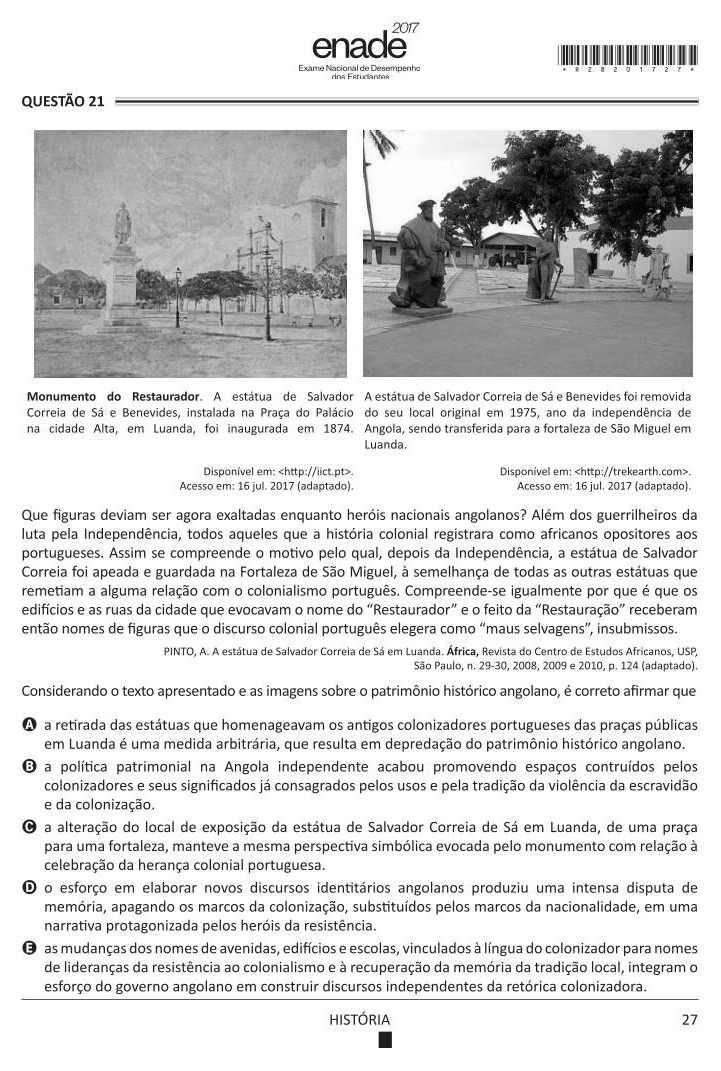 2017
enade
Exame Nacional de Desempenho
dos Estudantes
*R28201727*
QUESTÃO 21
Monumento do Restaurador. A estátua de Salvador
Correia de Sá e Benevides, instalada na Praça do Palácio
na cidade Alta, em Luanda, foi inaugurada em 1874.
Disponível em: <http://iict.pt>.
Acesso em: 16 jul. 2017 (adaptado).
A estátua de Salvador Correia de Sá e Benevides foi removida
do seu local original em 1975, ano da independência de
Angola, sendo transferida para a fortaleza de São Miguel em
Luanda.
Disponível em: <http://trekearth.com>.
Acesso em: 16 jul. 2017 (adaptado).
Que figuras deviam ser agora exaltadas enquanto heróis nacionais angolanos? Além dos guerrilheiros da
luta pela Independência, todos aqueles que a história colonial registrara como africanos opositores aos
portugueses. Assim se compreende o motivo pelo qual, depois da Independência, a estátua de Salvador
Correia foi apeada e guardada na Fortaleza de São Miguel, à semelhança de todas as outras estátuas que
remetiam a alguma relação com o colonialismo português. Compreende-se igualmente por que é que os
edifícios e as ruas da cidade que evocavam o nome do “Restaurador” e o feito da “Restauração” receberam
então nomes de figuras que o discurso colonial português elegera como “maus selvagens”, insubmissos.
PINTO, A. A estátua de Salvador Correia de Sá em Luanda. África, Revista do Centro de Estudos Africanos, USP,
São Paulo, n. 29-30, 2008, 2009 e 2010, p. 124 (adaptado).
Considerando o texto apresentado e as imagens sobre o patrimônio histórico angolano, é correto afirmar que
A a retirada das estátuas que homenageavam os antigos colonizadores portugueses das praças públicas
em Luanda é uma medida arbitrária, que resulta em depredação do patrimônio histórico angolano.
B a política patrimonial na Angola independente acabou promovendo espaços contruídos pelos
colonizadores e seus significados já consagrados pelos usos e pela tradição da violência da escravidão
e da colonização.
C a alteração do local de exposição da estátua de Salvador Correia de Sá em Luanda, de uma praça
para uma fortaleza, manteve a mesma perspectiva simbólica evocada pelo monumento com relação à
celebração da herança colonial portuguesa.
D o esforço em elaborar novos discursos identitários angolanos produziu uma intensa disputa de
memória, apagando os marcos da colonização, substituídos pelos marcos da nacionalidade, em uma
narrativa protagonizada pelos heróis da resistência.
E as mudanças dos nomes de avenidas, edifícios e escolas, vinculados à língua do colonizador para nomes
de lideranças da resistência ao colonialismo e à recuperação da memória da tradição local, integram o
esforço do governo angolano em construir discursos independentes da retórica colonizadora.
HISTÓRIA
27